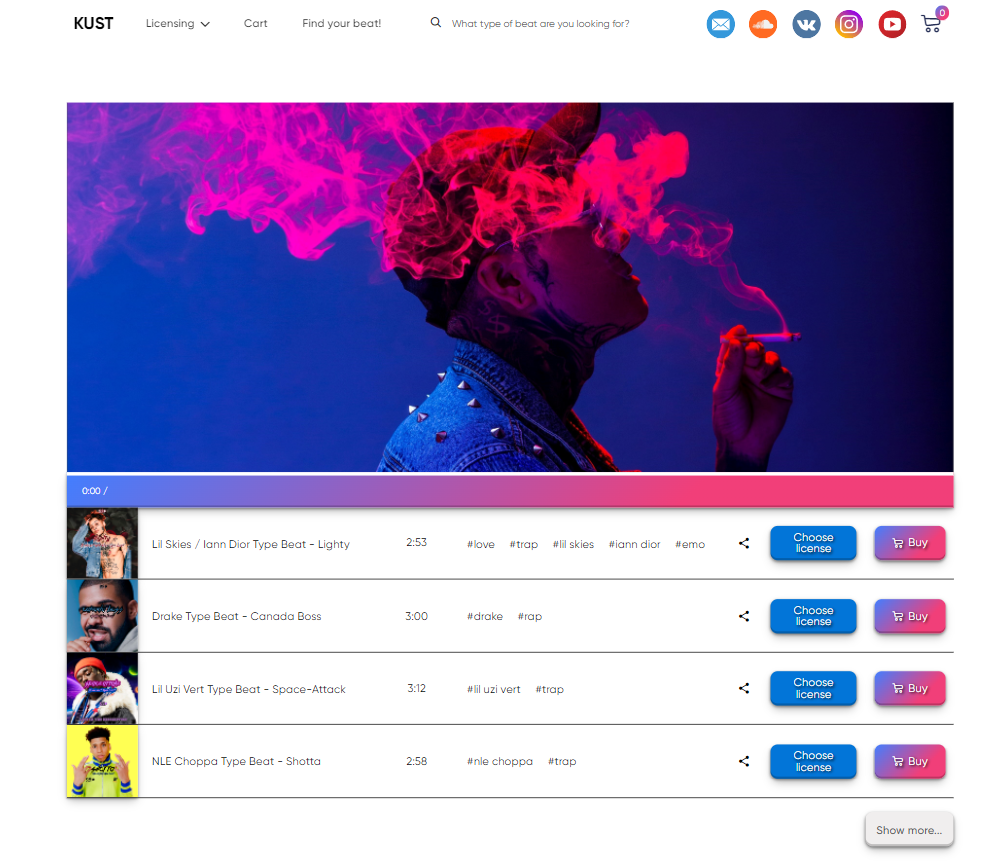 KUST Licensing Cart Find your beat! What type of beat are you looking for? 0
0:00 /
Lil Skies / Iann Dior Type Beat - Lighty 2:53 #love #trap #lil skies #iann dior #emo Choose license Buy
Drake Type Beat - Canada Boss 3:00 #drake #rap Choose license Buy
Lil Uzi Vert Type Beat - Space-Attack 3:12 #lil uzi vert #trap Choose license Buy
NLE Choppa Type Beat - Shotta 2:58 #nle choppa #trap Choose license Buy
Show more...